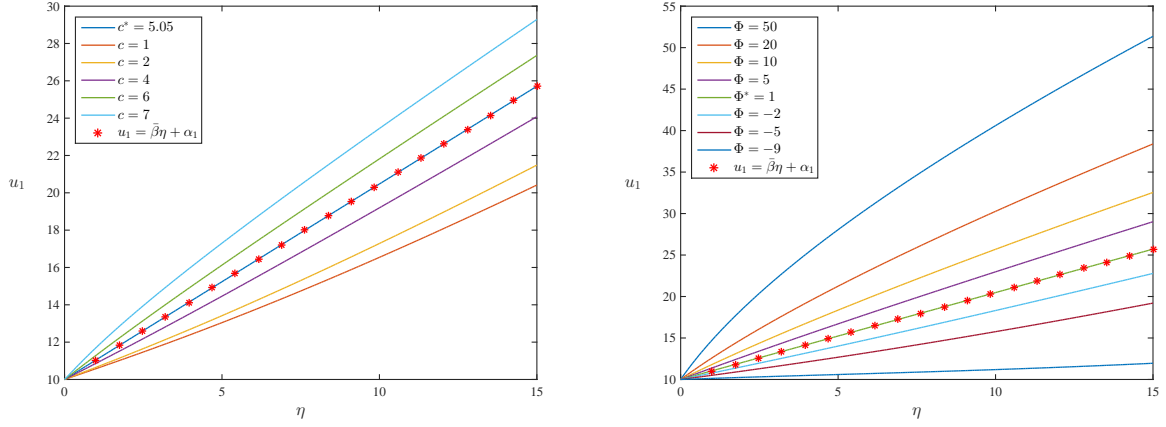 30
28
26
24
22
20
18
16
14
12
10
u₁
c* = 5.05
c = 1
c = 2
c = 4
c = 6
c = 7
u₁ = β̄η + α₁
0
5
10
15
η
55
50
45
40
35
30
25
20
15
10
u₁
Φ = 50
Φ = 20
Φ = 10
Φ = 5
Φ* = 1
Φ = −2
Φ = −5
Φ = −9
u₁ = β̄η + α₁
0
5
10
15
η